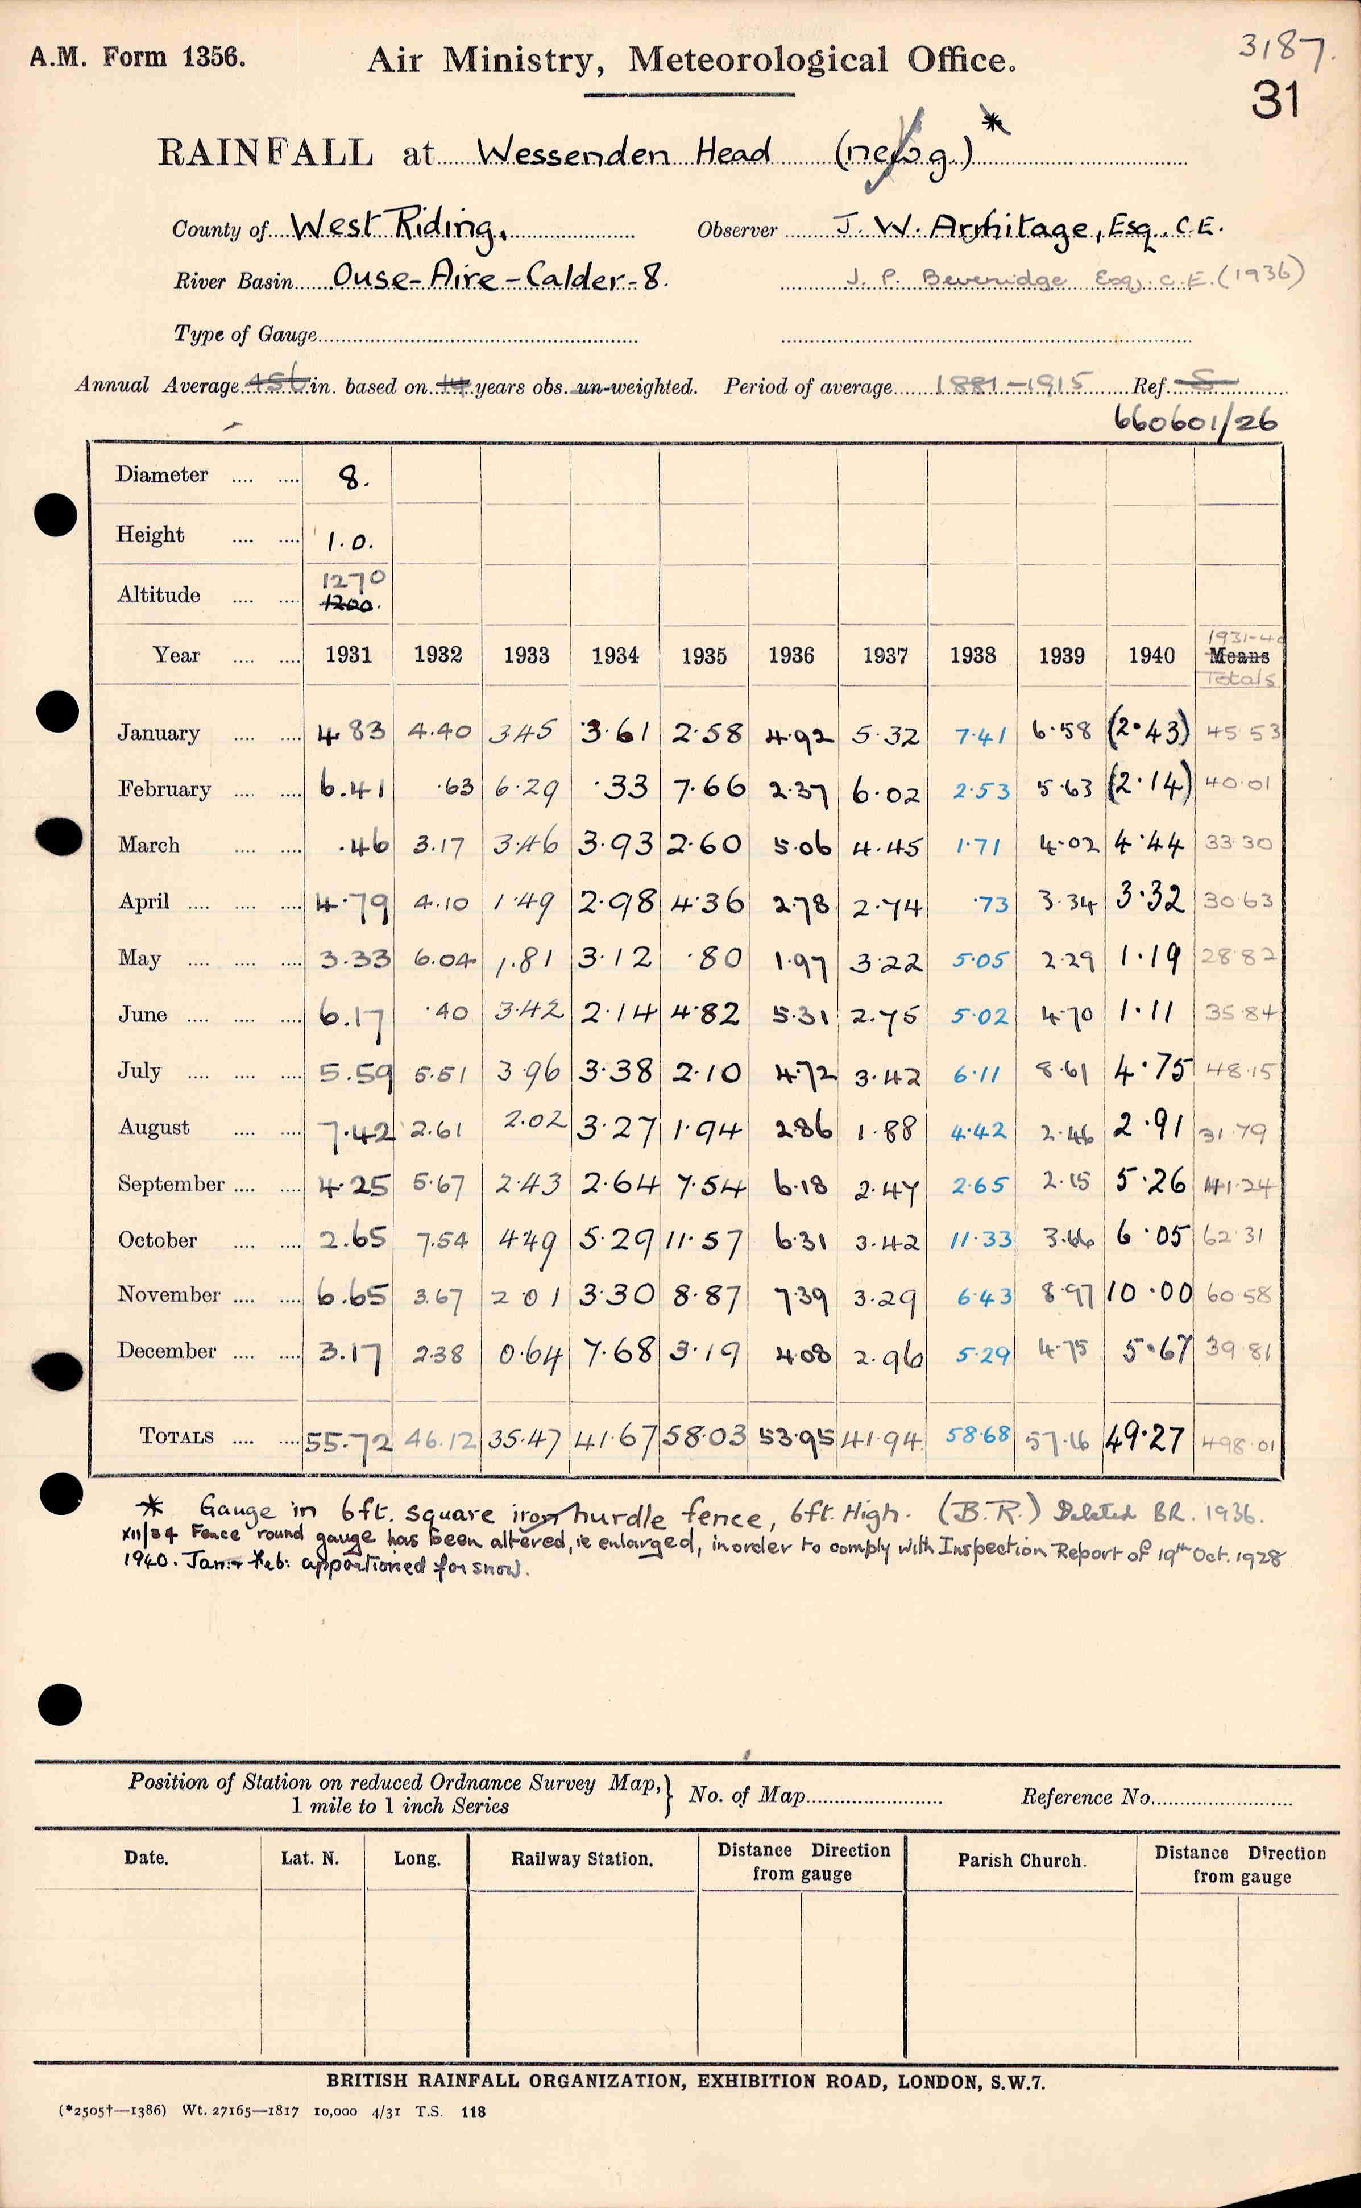 A.M. Form 1356.
Air Ministry, Meteorological Office.
3187.
31
RAINFALL at Wessenden Head (new g.) *
County of West Riding. Observer J. W. Armitage, Esq. C.E.
River Basin Ouse-Aire-Calder-8. J. P. Beveridge Esq. C.E. (1936)
Type of Gauge
Annual Average 456 in. based on 14 years obs. un-weighted. Period of average 1881-1915 Ref. S
660601/26
Diameter 8.
Height 1.0.
Altitude 1270
1200.
Year 1931 1932 1933 1934 1935 1936 1937 1938 1939 1940 1931-40 Means Totals
January 4.83 4.40 3.45 3.61 2.58 4.92 5.32 7.41 6.58 (2.43) 45.53
February 6.41 .63 6.29 .33 7.66 2.37 6.02 2.53 5.63 (2.14) 40.01
March .46 3.17 3.46 3.93 2.60 5.06 4.45 1.71 4.02 4.44 33.30
April 4.79 4.10 1.49 2.98 4.36 2.78 2.74 .73 3.34 3.32 30.63
May 3.33 6.04 1.81 3.12 .80 1.97 3.22 5.05 2.29 1.19 28.82
June 6.17 .40 3.42 2.14 4.82 5.31 2.75 5.02 4.70 1.11 35.84
July 5.59 5.51 3.96 3.38 2.10 4.72 3.42 6.11 8.61 4.75 48.15
August 7.42 2.61 2.02 3.27 1.94 2.86 1.88 4.42 2.46 2.91 31.79
September 4.25 5.67 2.43 2.64 7.54 6.18 2.47 2.65 2.15 5.26 41.24
October 2.65 7.54 4.49 5.29 11.57 6.31 3.42 11.33 3.66 6.05 62.31
November 6.65 3.67 2.01 3.30 8.87 7.39 3.29 6.43 8.97 10.00 60.58
December 3.17 2.38 0.64 7.68 3.19 4.08 2.96 5.29 4.75 5.67 39.81
TOTALS 55.72 46.12 35.47 41.67 58.03 53.95 41.94 58.68 57.16 49.27 498.01
* Gauge in 6ft. square iron hurdle fence, 6ft. High. (B.R.) Deleted B.R. 1936.
XII/34 Fence round gauge has been altered, ie enlarged, in order to comply with Inspection Report of 19th Oct. 1928
1940. Jan. + Feb: apportioned for snow.
Position of Station on reduced Ordnance Survey Map, } No. of Map Reference No.
1 mile to 1 inch Series
Date. Lat. N. Long. Railway Station. Distance Direction from gauge Parish Church. Distance Direction from gauge
BRITISH RAINFALL ORGANIZATION, EXHIBITION ROAD, LONDON, S.W.7.
(*2505†—1386) Wt. 27165—1817 10,000 4/31 T.S. 118